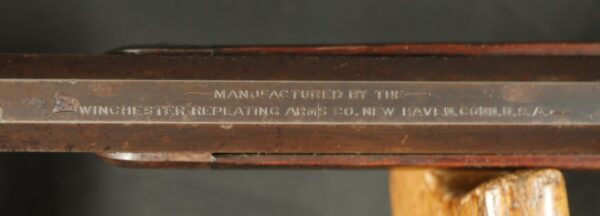 MANUFACTURED BY THE
WINCHESTER REPEATING ARMS CO. NEW HAVEN. CONN. U.S.A.